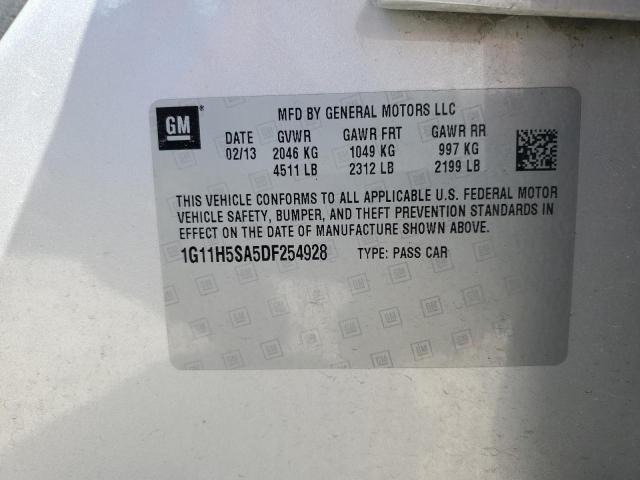 GM®
MFD BY GENERAL MOTORS LLC
DATE GVWR GAWR FRT GAWR RR
02/13 2046 KG 1049 KG 997 KG
4511 LB 2312 LB 2199 LB
THIS VEHICLE CONFORMS TO ALL APPLICABLE U.S. FEDERAL MOTOR
VEHICLE SAFETY, BUMPER, AND THEFT PREVENTION STANDARDS IN
EFFECT ON THE DATE OF MANUFACTURE SHOWN ABOVE.
1G11H5SA5DF254928 TYPE: PASS CAR